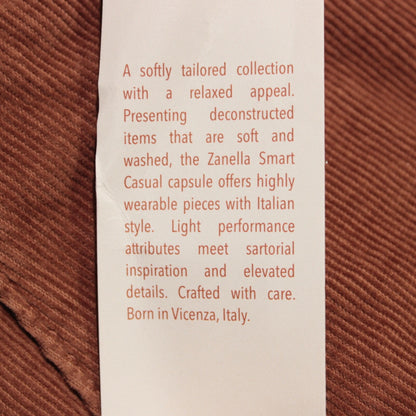 A softly tailored collection
with a relaxed appeal.
Presenting deconstructed
items that are soft and
washed, the Zanella Smart
Casual capsule offers highly
wearable pieces with Italian
style. Light performance
attributes meet sartorial
inspiration and elevated
details. Crafted with care.
Born in Vicenza, Italy.